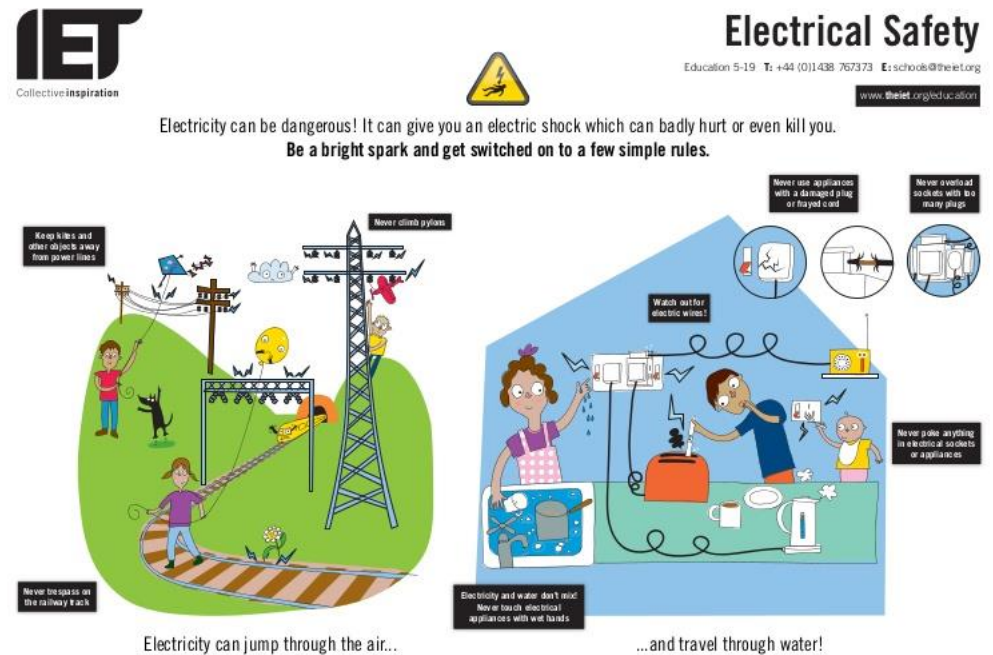 IET
Collective inspiration
Electrical Safety
Education 5-19 T: +44 (0)1438 767373 E: schools@theiet.org
www.theiet.org/education
Electricity can be dangerous! It can give you an electric shock which can badly hurt or even kill you.
Be a bright spark and get switched on to a few simple rules.
Keep kites and
other objects away
from power lines
Never climb pylons
Never trespass on
the railway track
Electricity can jump through the air...
Never use appliances
with a damaged plug
or frayed cord
Never overload
sockets with too
many plugs
Watch out for
electric wires!
Never poke anything
in electrical sockets
or appliances
Electricity and water don't mix!
Never touch electrical
appliances with wet hands
...and travel through water!